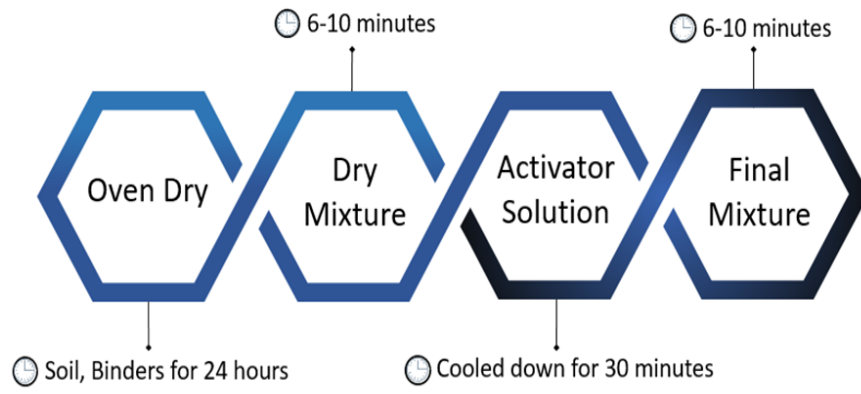 6-10 minutes
6-10 minutes
Oven Dry
Dry
Mixture
Activator
Solution
Final
Mixture
Soil, Binders for 24 hours
Cooled down for 30 minutes